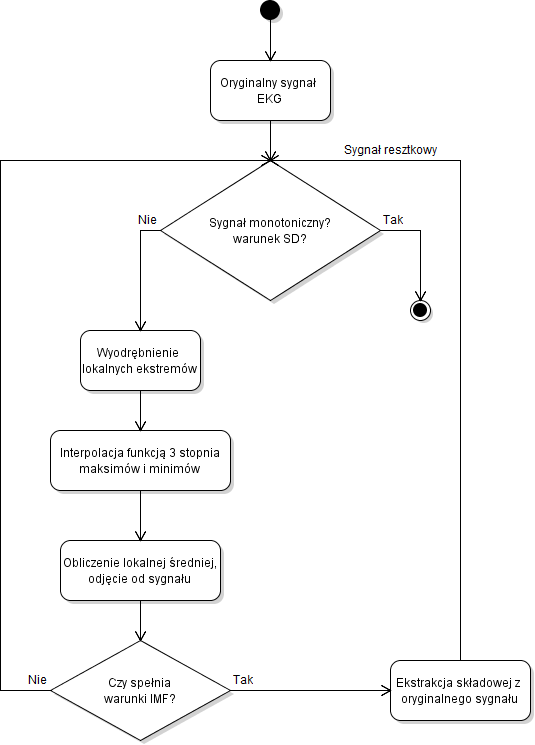 Oryginalny sygnał
EKG
Sygnał resztkowy
Sygnał monotoniczny?
warunek SD?
Nie
Tak
Wyodrębnienie
lokalnych ekstremów
Interpolacja funkcją 3 stopnia
maksimów i minimów
Obliczenie lokalnej średniej,
odjęcie od sygnału
Czy spełnia
warunki IMF?
Nie
Tak
Ekstrakcja składowej z
oryginalnego sygnału